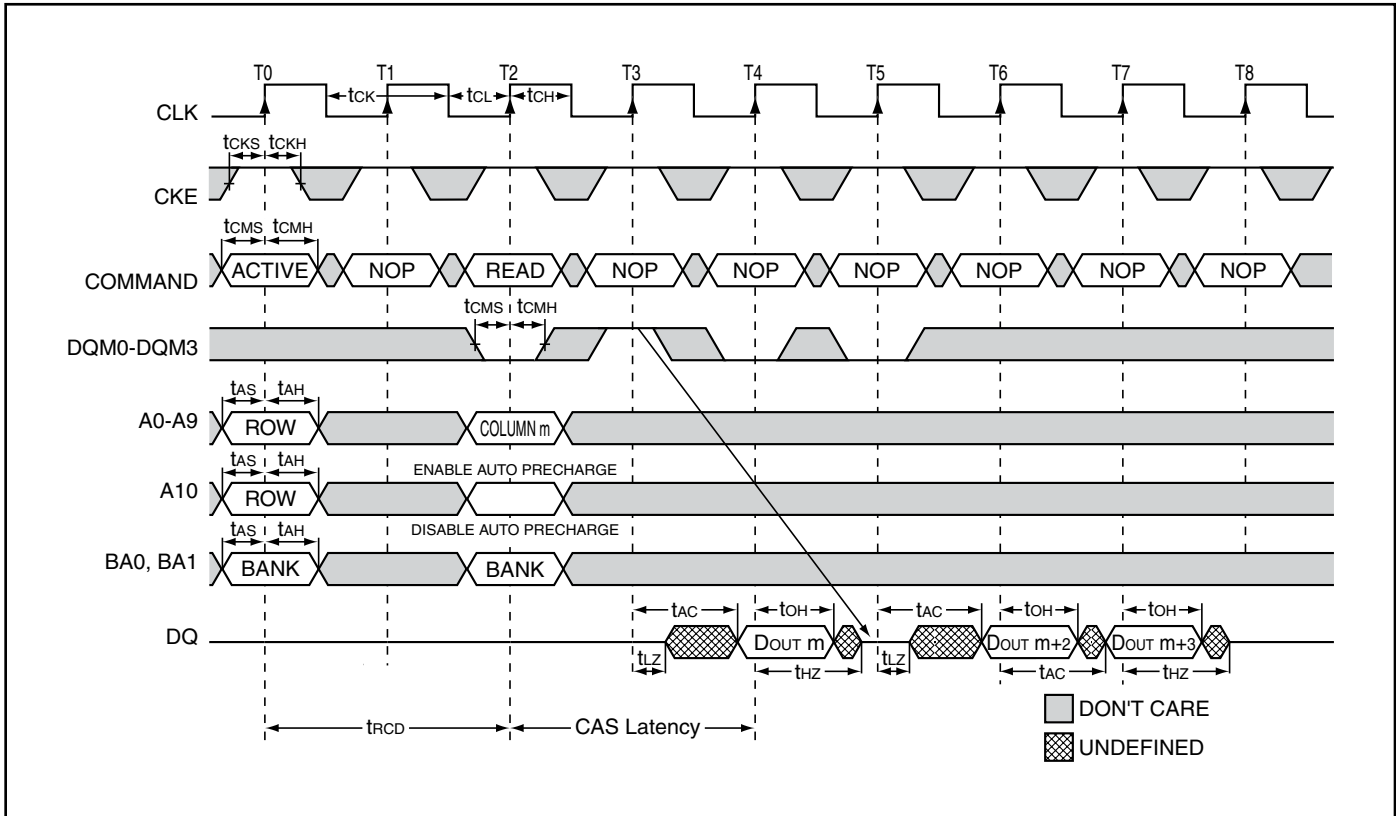 T0 T1 T2 T3 T4 T5 T6 T7 T8
CLK tCK tCL tCH
tCKS tCKH
CKE
tCMS tCMH
COMMAND ACTIVE NOP READ NOP NOP NOP NOP NOP NOP
tCMS tCMH
DQM0-DQM3
tAS tAH
A0-A9 ROW COLUMN m
tAS tAH ENABLE AUTO PRECHARGE
A10 ROW
tAS tAH DISABLE AUTO PRECHARGE
BA0, BA1 BANK BANK
tAC tOH tAC tOH tOH
DQ DOUT m DOUT m+2 DOUT m+3
tLZ tHZ tLZ tAC tHZ
DON'T CARE
tRCD CAS Latency
UNDEFINED